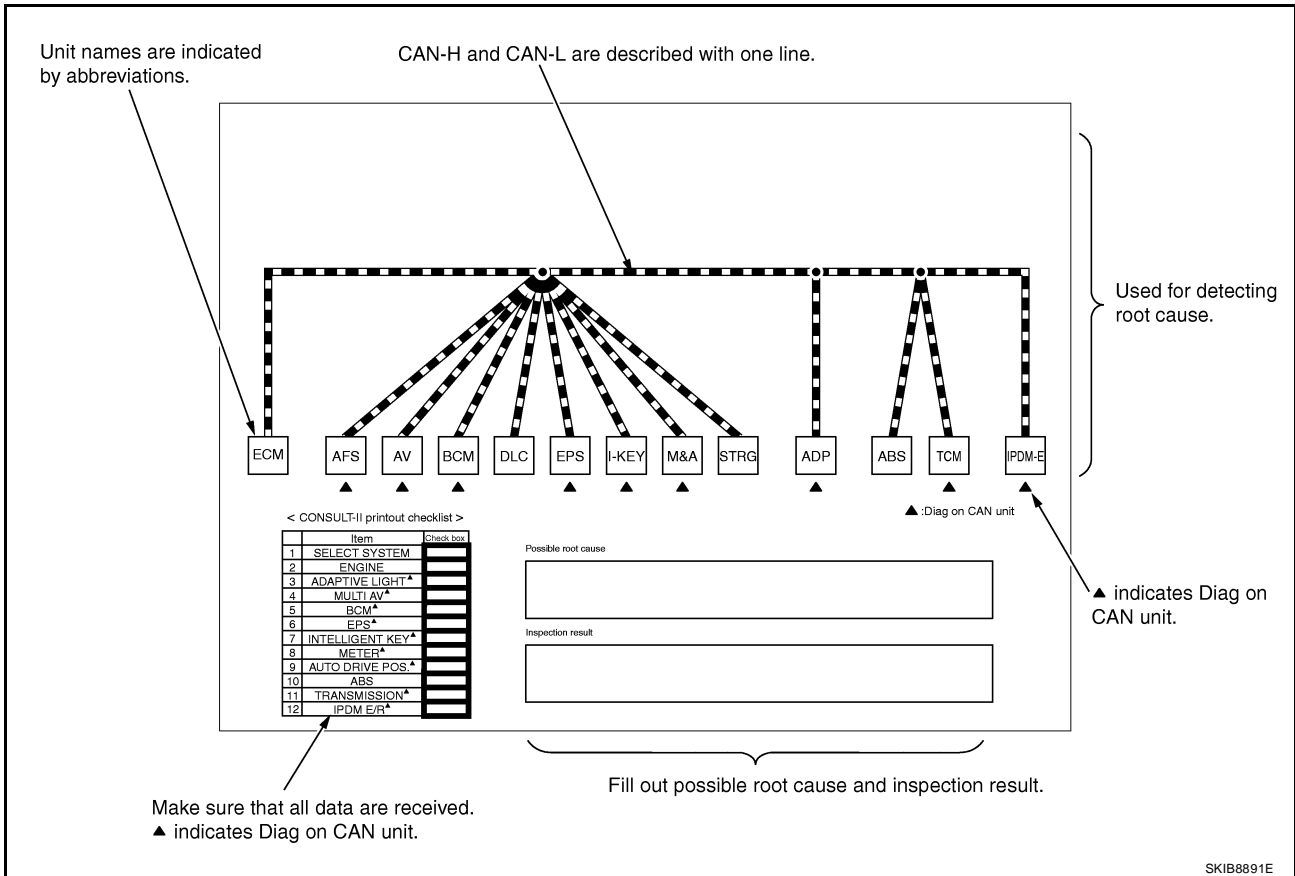 Unit names are indicated
by abbreviations.
CAN-H and CAN-L are described with one line.
Used for detecting
root cause.
ECM AFS AV BCM DLC EPS I-KEY M&A STRG ADP ABS TCM IPDM-E
▲ ▲ ▲ ▲ ▲ ▲ ▲ ▲ ▲
▲ :Diag on CAN unit
< CONSULT-II printout checklist >
Item Check box
1 SELECT SYSTEM
2 ENGINE
3 ADAPTIVE LIGHT▲
4 MULTI AV▲
5 BCM▲
6 EPS▲
7 INTELLIGENT KEY▲
8 METER▲
9 AUTO DRIVE POS.▲
10 ABS
11 TRANSMISSION▲
12 IPDM E/R▲
Possible root cause
Inspection result
▲ indicates Diag on
CAN unit.
Fill out possible root cause and inspection result.
Make sure that all data are received.
▲ indicates Diag on CAN unit.
SKIB8891E